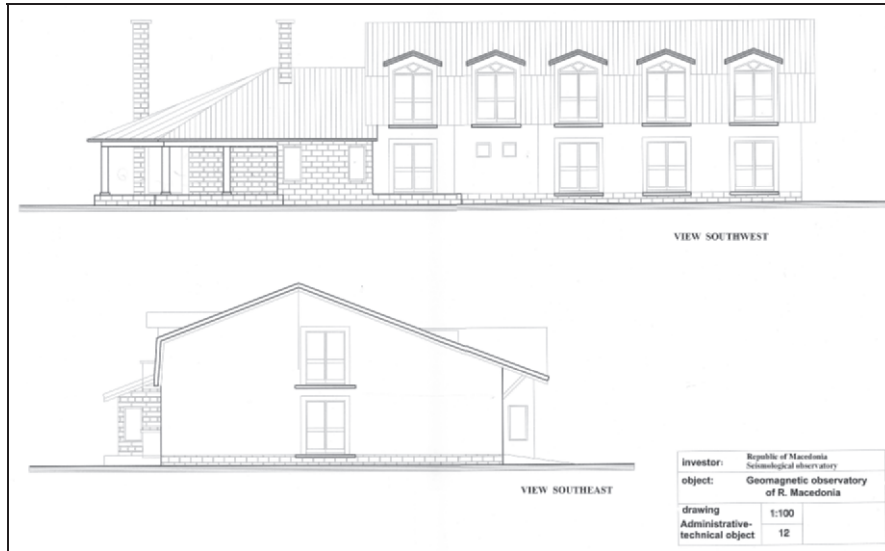 VIEW SOUTHWEST
VIEW SOUTHEAST
investor: Republic of Macedonia
Seismological observatory
object: Geomagnetic observatory
of R. Macedonia
drawing 1:100
Administrative-
technical object 12